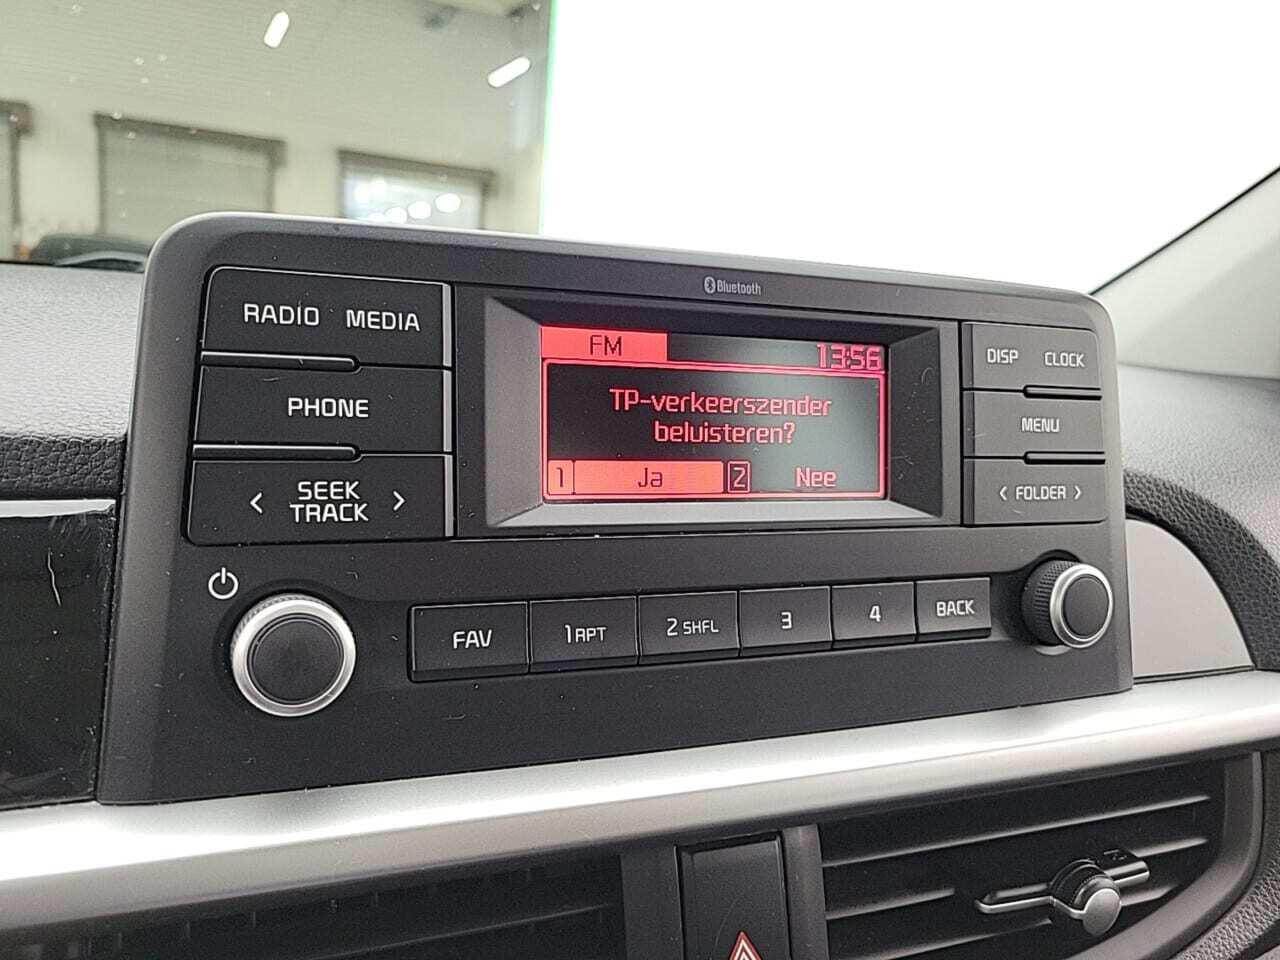 Bluetooth
RADIO MEDIA
PHONE
< SEEK TRACK >
FM 13:56
TP-verkeerszender
beluisteren?
1 Ja 2 Nee
DISP CLOCK
MENU
< FOLDER >
FAV 1 RPT 2 SHFL 3 4 BACK